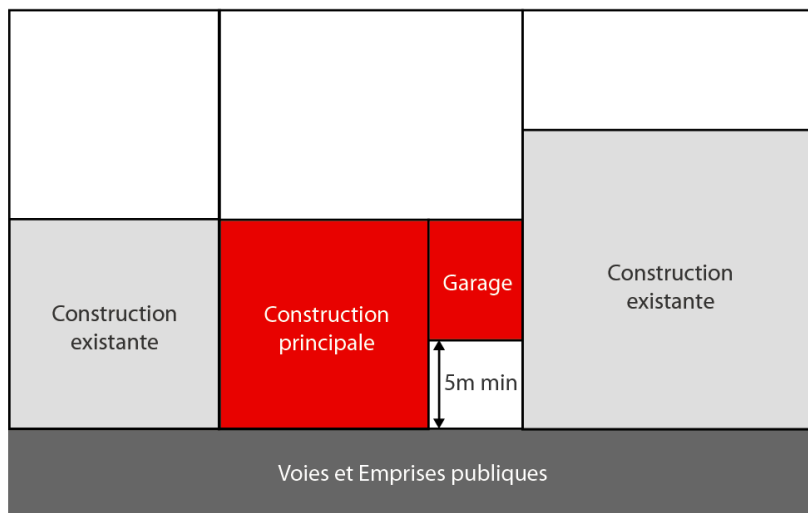 Construction
existante
Construction
principale
Garage
5m min
Construction
existante
Voies et Emprises publiques